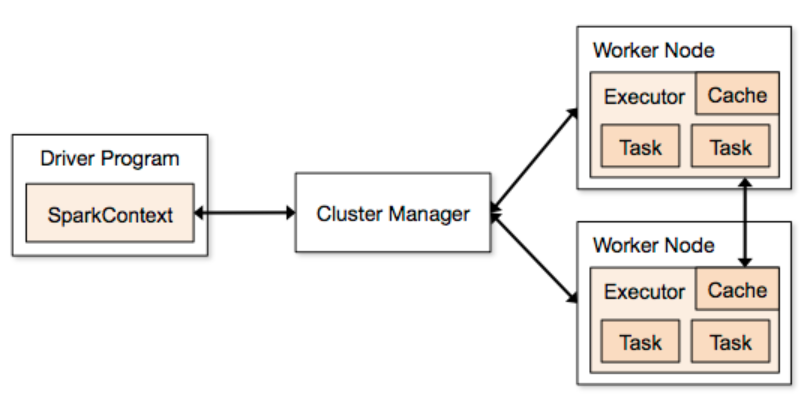 Driver Program
SparkContext
Cluster Manager
Worker Node
Executor
Cache
Task
Task
Worker Node
Executor
Cache
Task
Task